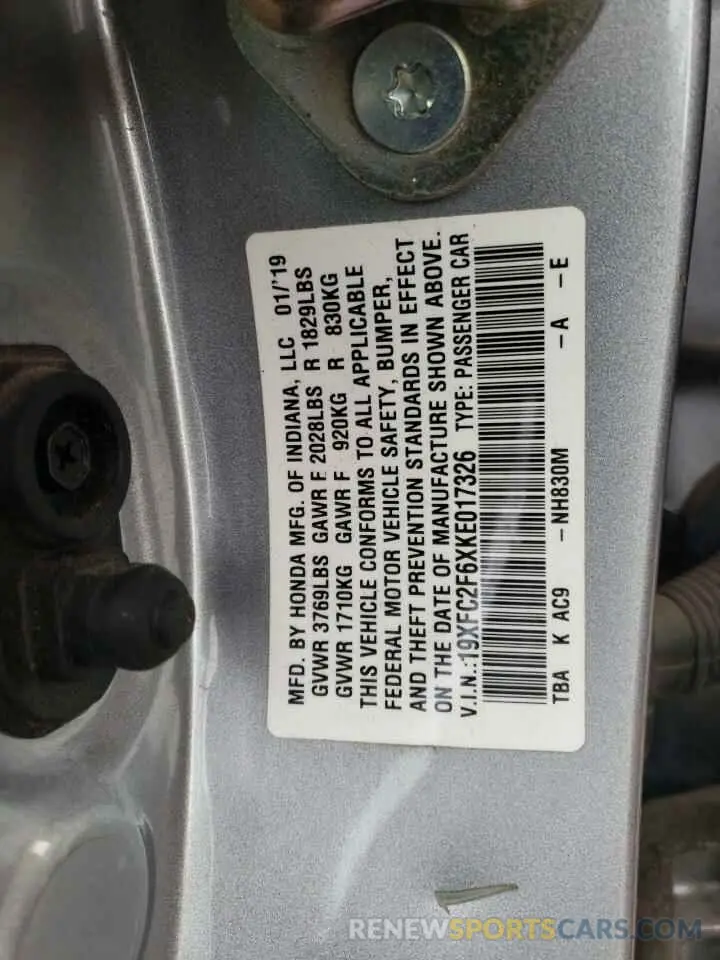 MFD. BY HONDA MFG. OF INDIANA, LLC 01/'19
GVWR 3769LBS GAWR F 2028LBS R 1829LBS
GVWR 1710KG GAWR F 920KG R 830KG
THIS VEHICLE CONFORMS TO ALL APPLICABLE
FEDERAL MOTOR VEHICLE SAFETY, BUMPER,
AND THEFT PREVENTION STANDARDS IN EFFECT
ON THE DATE OF MANUFACTURE SHOWN ABOVE.
V.I.N.:19XFC2F6XKE017326 TYPE: PASSENGER CAR
TBA K AC9 -NH830M -A -E
RENEWSPORTSCARS.COM